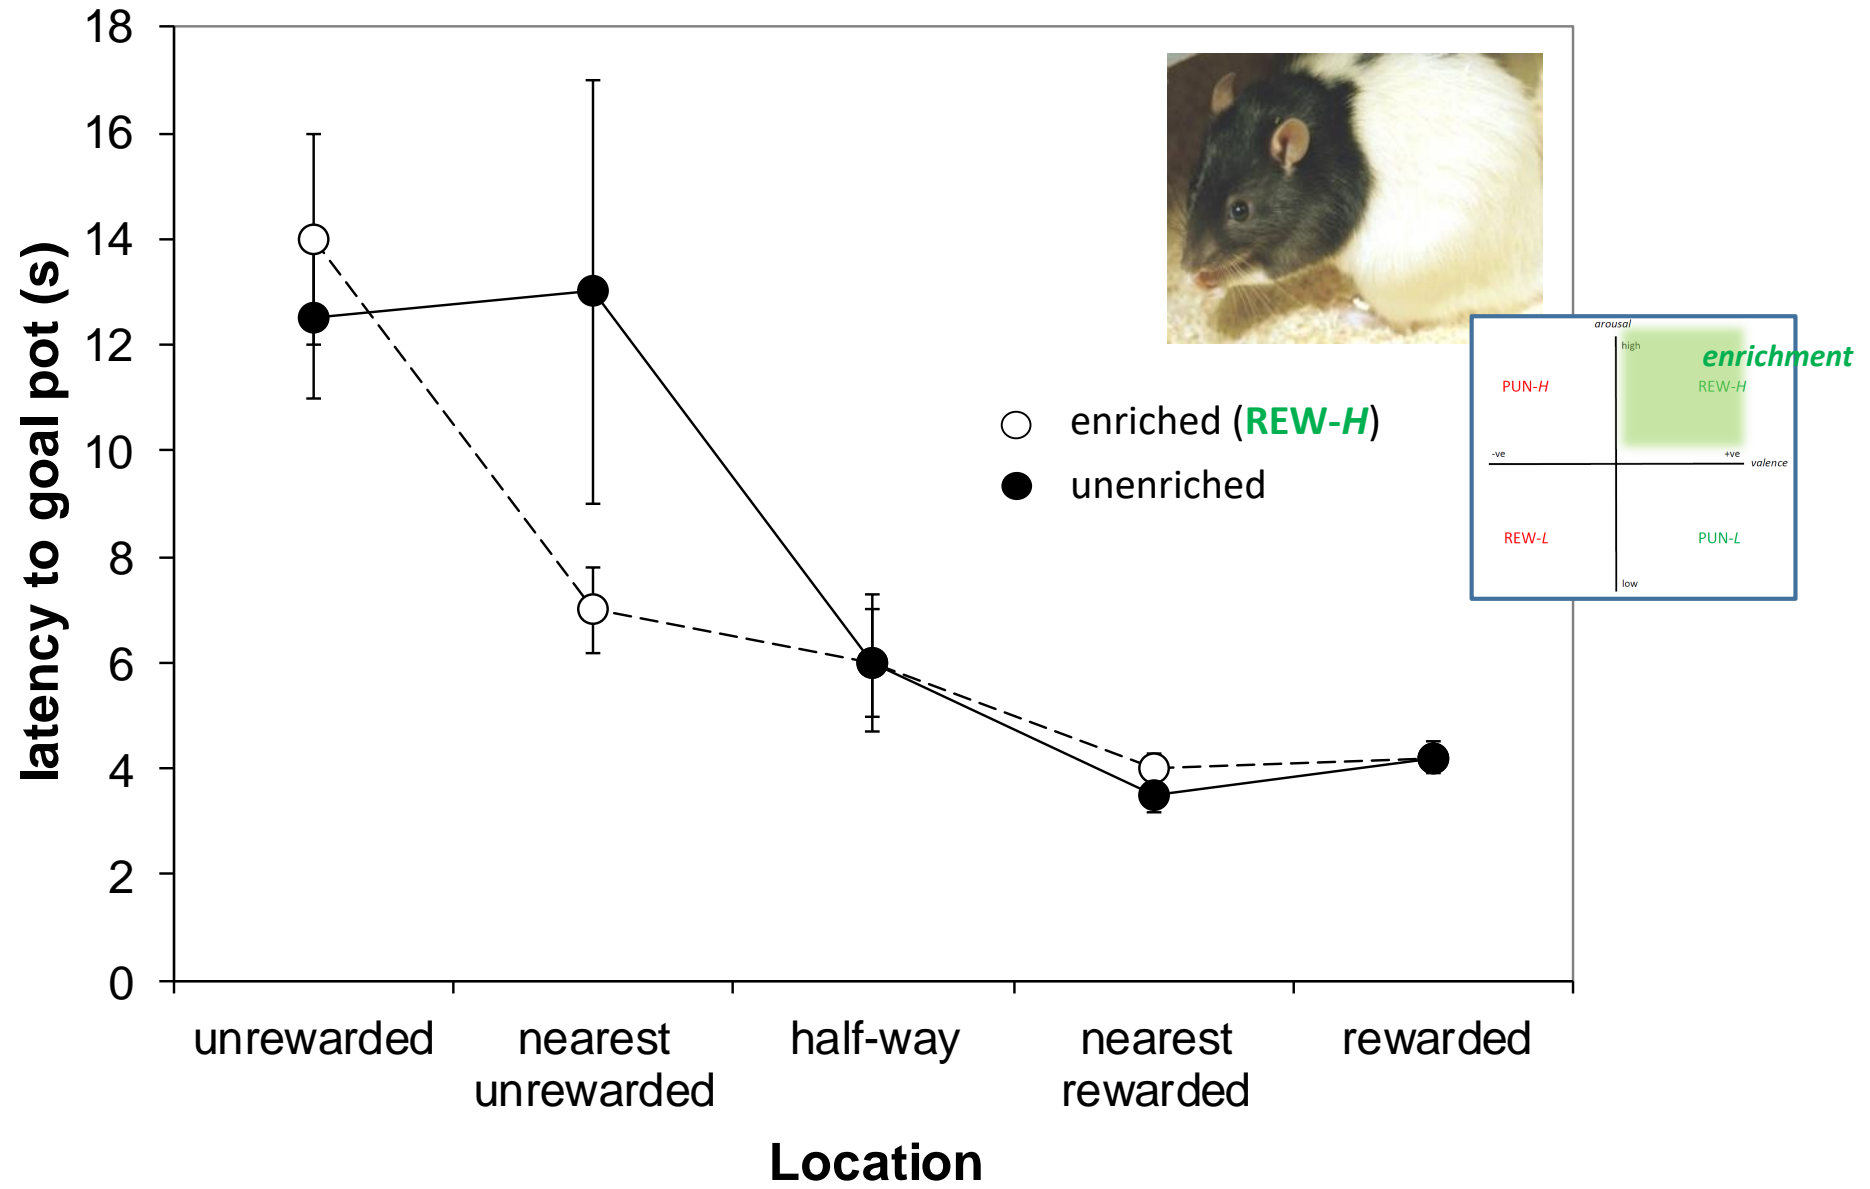 18
16
14
12
10
8
6
4
2
0
latency to goal pot (s)
enriched (REW-H)
unenriched
arousal
high
enrichment
PUN-H
REW-H
-ve
+ve
valence
REW-L
PUN-L
low
unrewarded
nearest
unrewarded
half-way
nearest
rewarded
rewarded
Location